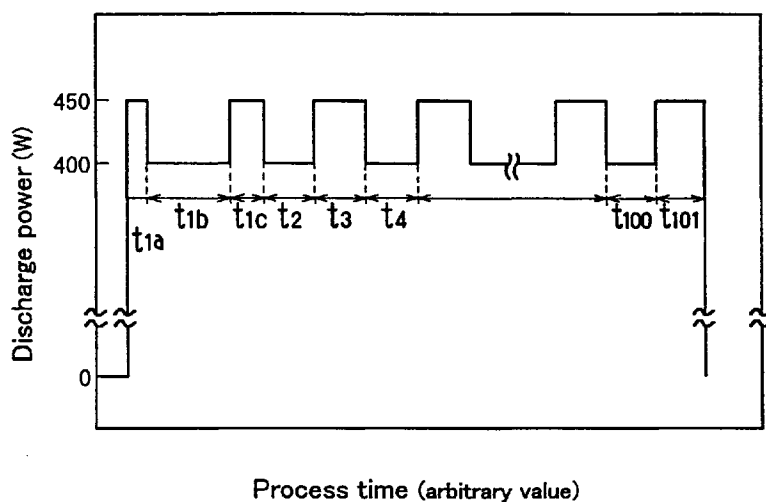 Discharge power (W)
450
400
0
t1a
t1b
t1c
t2
t3
t4
t100
t101
Process time (arbitrary value)